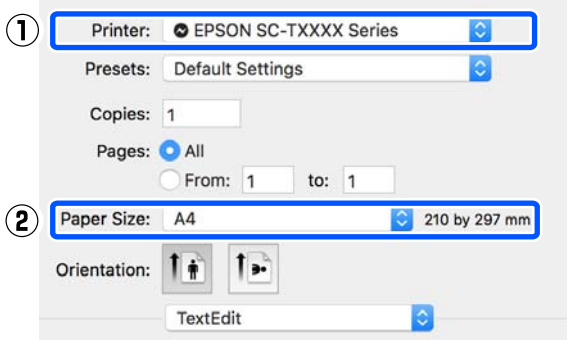 ① Printer: EPSON SC-TXXXX Series
Presets: Default Settings
Copies: 1
Pages: All
From: 1 to: 1
② Paper Size: A4 210 by 297 mm
Orientation:
TextEdit